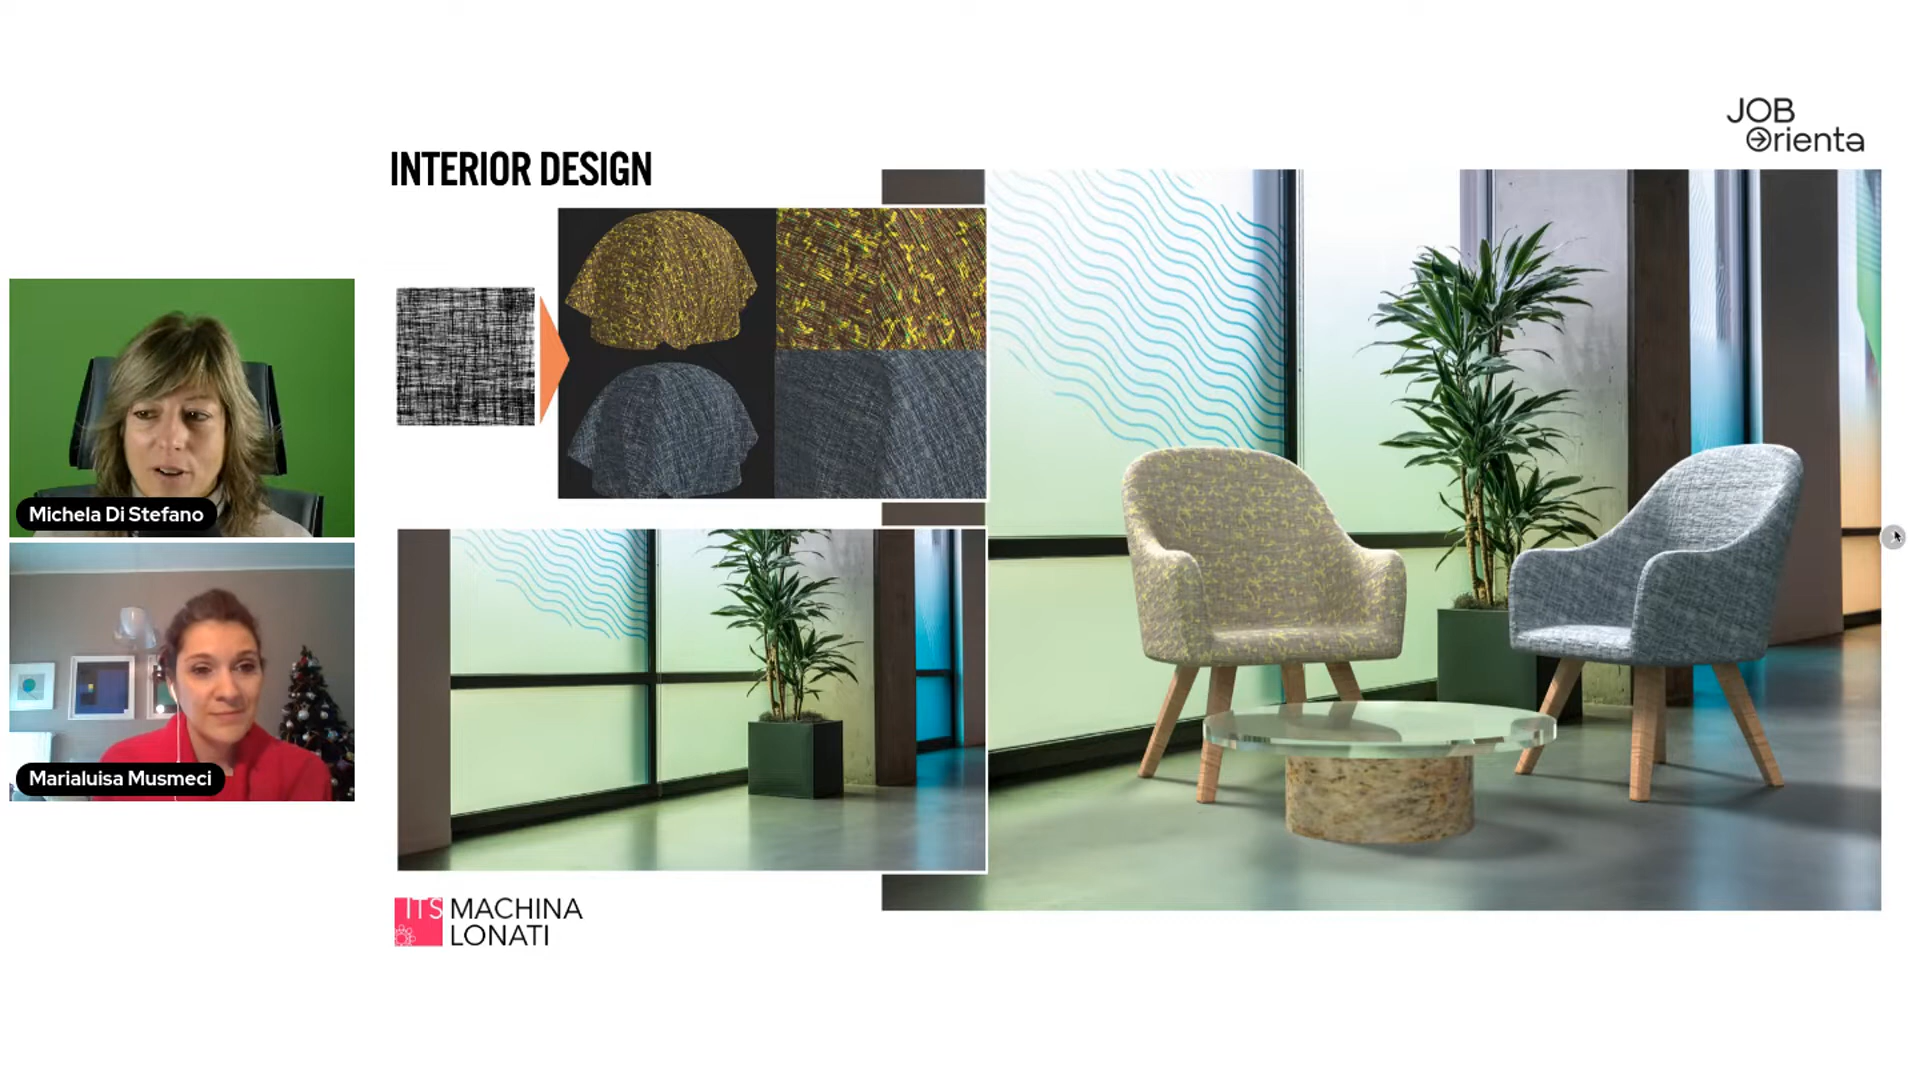 JOB
Orienta
INTERIOR DESIGN
Michela Di Stefano
Marialuisa Musmeci
ITS
MACHINA
LONATI